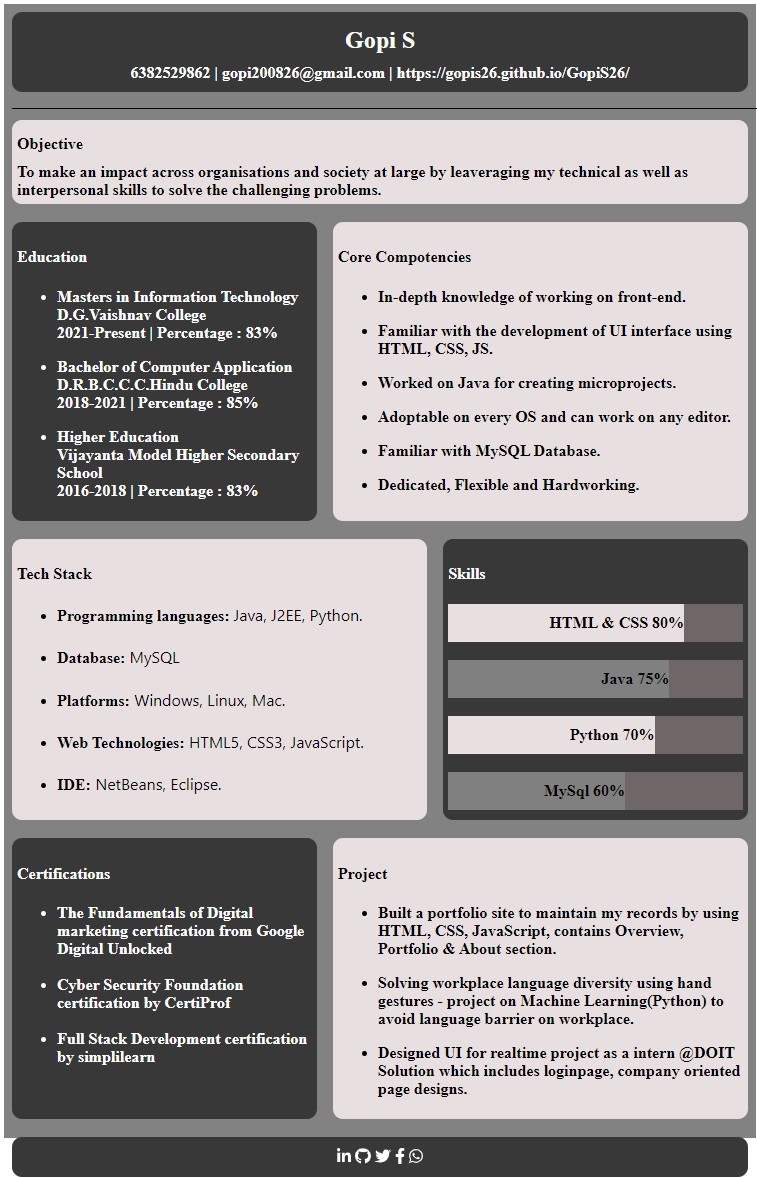 Gopi S
6382529862 | gopi200826@gmail.com | https://gopis26.github.io/GopiS26/
Objective
To make an impact across organisations and society at large by leaveraging my technical as well as
interpersonal skills to solve the challenging problems.
Education
Masters in Information Technology
D.G.Vaishnav College
2021-Present | Percentage : 83%
Bachelor of Computer Application
D.R.B.C.C.C.Hindu College
2018-2021 | Percentage : 85%
Higher Education
Vijayanta Model Higher Secondary
School
2016-2018 | Percentage : 83%
Core Compotencies
In-depth knowledge of working on front-end.
Familiar with the development of UI interface using
HTML, CSS, JS.
Worked on Java for creating microprojects.
Adoptable on every OS and can work on any editor.
Familiar with MySQL Database.
Dedicated, Flexible and Hardworking.
Tech Stack
Programming languages: Java, J2EE, Python.
Database: MySQL
Platforms: Windows, Linux, Mac.
Web Technologies: HTML5, CSS3, JavaScript.
IDE: NetBeans, Eclipse.
Skills
HTML & CSS 80%
Java 75%
Python 70%
MySql 60%
Certifications
The Fundamentals of Digital
marketing certification from Google
Digital Unlocked
Cyber Security Foundation
certification by CertiProf
Full Stack Development certification
by simplilearn
Project
Built a portfolio site to maintain my records by using
HTML, CSS, JavaScript, contains Overview,
Portfolio & About section.
Solving workplace language diversity using hand
gestures - project on Machine Learning(Python) to
avoid language barrier on workplace.
Designed UI for realtime project as a intern @DOIT
Solution which includes loginpage, company oriented
page designs.